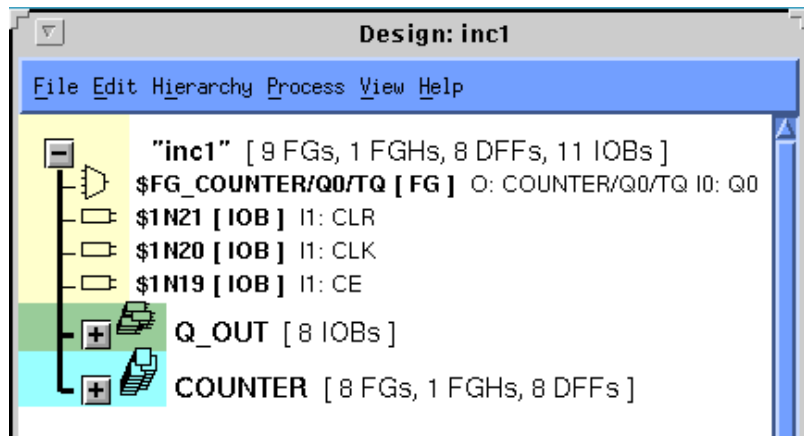 Design: inc1
File Edit Hierarchy Process View Help
"inc1" [ 9 FGs, 1 FGHs, 8 DFFs, 11 IOBs ]
$FG_COUNTER/Q0/TQ [ FG ] O: COUNTER/Q0/TQ I0: Q0
$1N21 [ IOB ] I1: CLR
$1N20 [ IOB ] I1: CLK
$1N19 [ IOB ] I1: CE
Q_OUT [ 8 IOBs ]
COUNTER [ 8 FGs, 1 FGHs, 8 DFFs ]